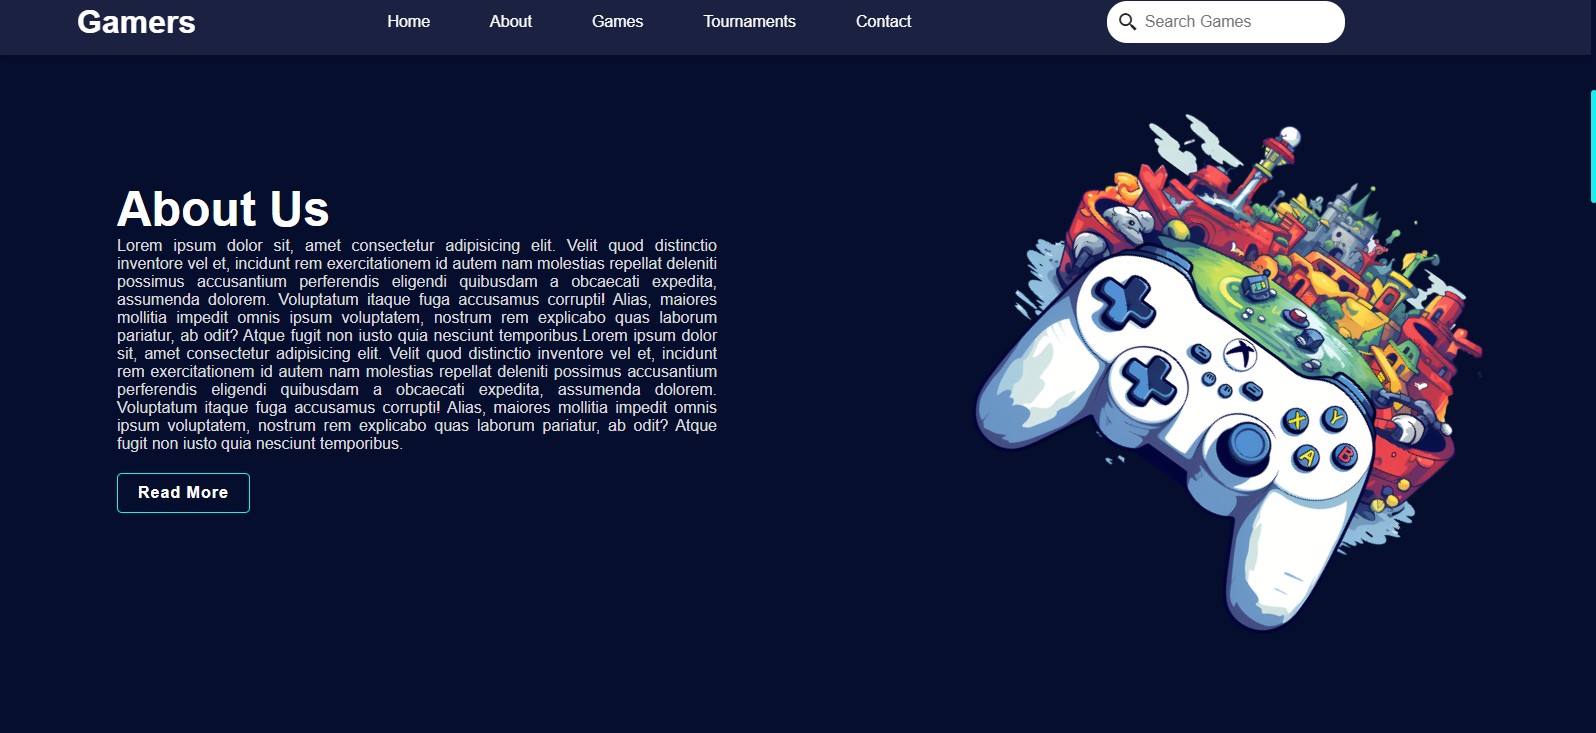 Gamers
Home
About
Games
Tournaments
Contact
Search Games
About Us
Lorem ipsum dolor sit, amet consectetur adipisicing elit. Velit quod distinctio
inventore vel et, incidunt rem exercitationem id autem nam molestias repellat deleniti
possimus accusantium perferendis eligendi quibusdam a obcaecati expedita,
assumenda dolorem. Voluptatum itaque fuga accusamus corrupti! Alias, maiores
mollitia impedit omnis ipsum voluptatem, nostrum rem explicabo quas laborum
pariatur, ab odit? Atque fugit non iusto quia nesciunt temporibus.Lorem ipsum dolor
sit, amet consectetur adipisicing elit. Velit quod distinctio inventore vel et, incidunt
rem exercitationem id autem nam molestias repellat deleniti possimus accusantium
perferendis eligendi quibusdam a obcaecati expedita, assumenda dolorem.
Voluptatum itaque fuga accusamus corrupti! Alias, maiores mollitia impedit omnis
ipsum voluptatem, nostrum rem explicabo quas laborum pariatur, ab odit? Atque
fugit non iusto quia nesciunt temporibus.
Read More
X Y
A B